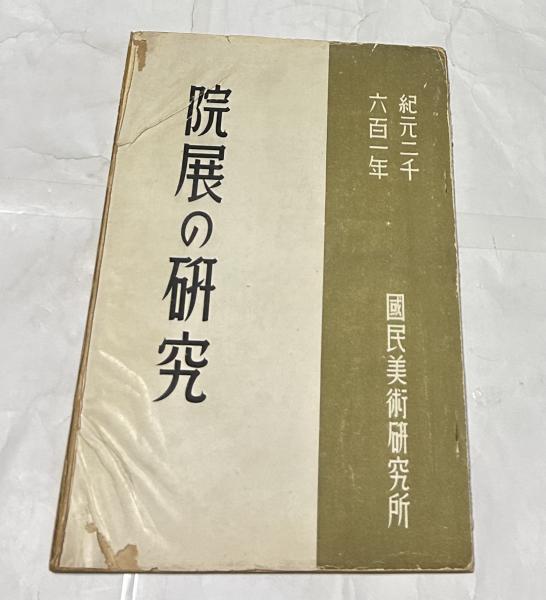 紀元二千
六百一年
國民美術研究所
院展の研究